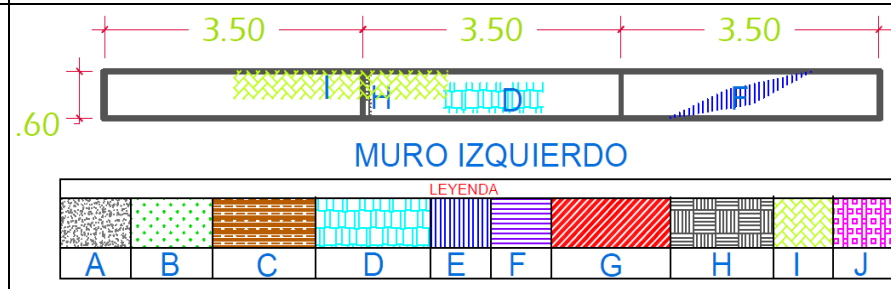 3.50 3.50 3.50
.60
I H D F
MURO IZQUIERDO
LEYENDA
A B C D E F G H I J